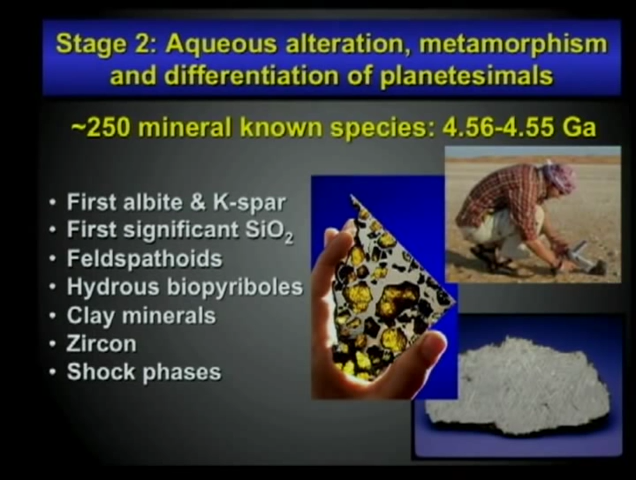 Stage 2: Aqueous alteration, metamorphism
and differentiation of planetesimals
~250 mineral known species: 4.56-4.55 Ga
• First albite & K-spar
• First significant SiO₂
• Feldspathoids
• Hydrous biopyriboles
• Clay minerals
• Zircon
• Shock phases